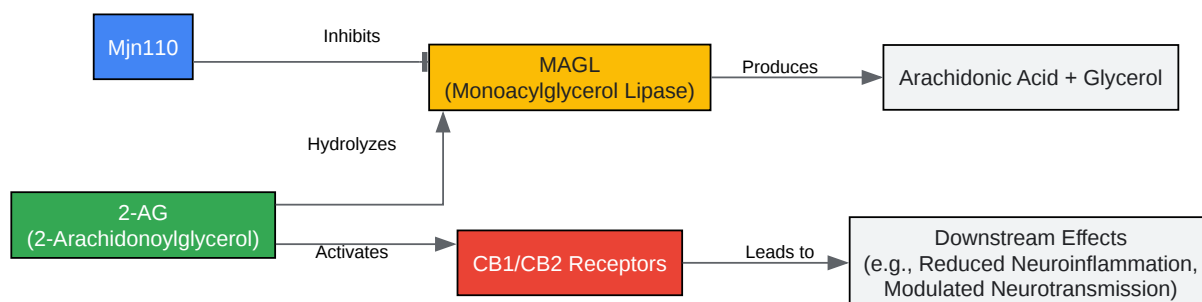 Mjn110
Inhibits
MAGL
(Monoacylglycerol Lipase)
Produces
Arachidonic Acid + Glycerol
Hydrolyzes
2-AG
(2-Arachidonoylglycerol)
Activates
CB1/CB2 Receptors
Leads to
Downstream Effects
(e.g., Reduced Neuroinflammation,
Modulated Neurotransmission)